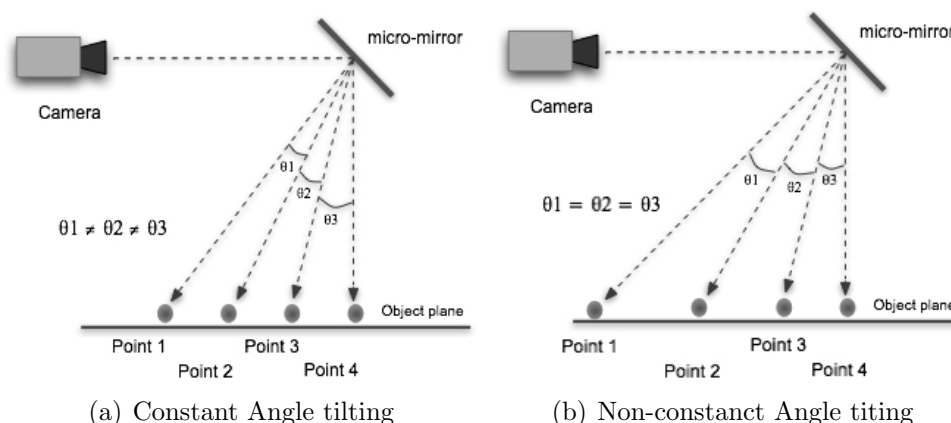 micro-mirror
Camera
θ1
θ2
θ3
θ1 ≠ θ2 ≠ θ3
Object plane
Point 1
Point 3
Point 2
Point 4
(a) Constant Angle tilting
micro-mirror
Camera
θ1
θ2
θ3
θ1 = θ2 = θ3
Object plane
Point 1
Point 3
Point 2
Point 4
(b) Non-constanct Angle titing